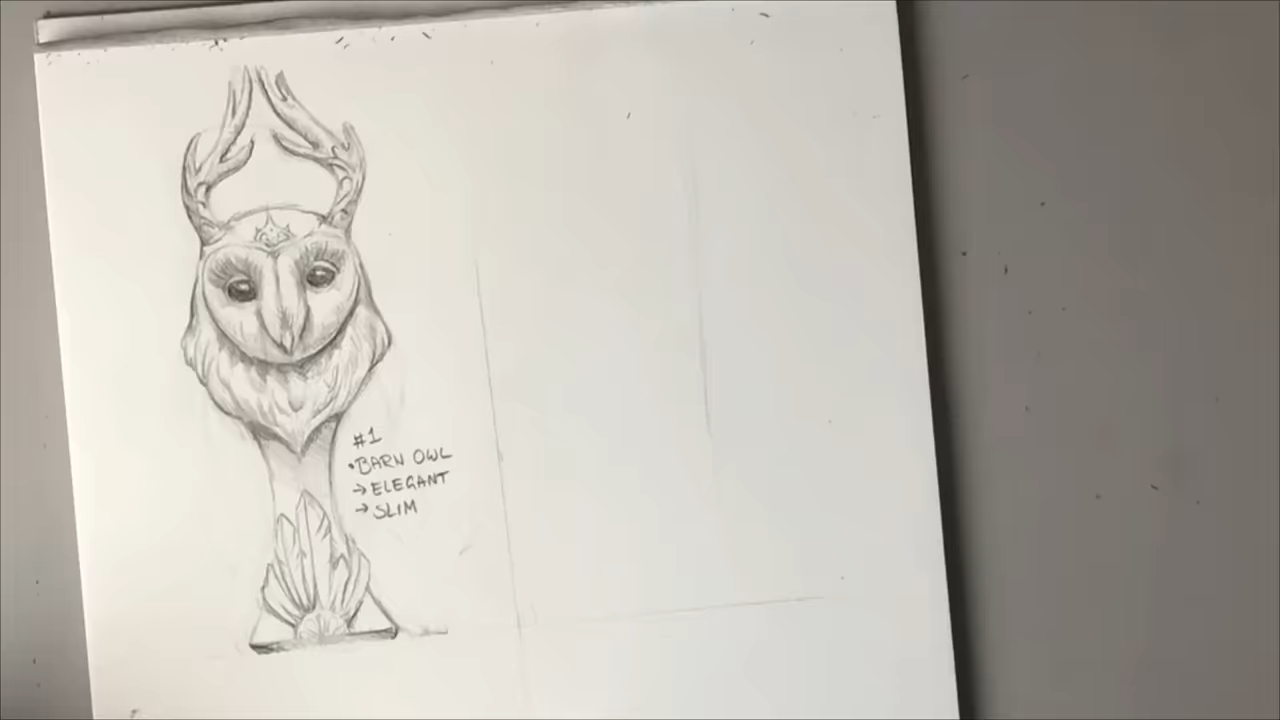 #1
•BARN OWL
→ELEGANT
→SLIM